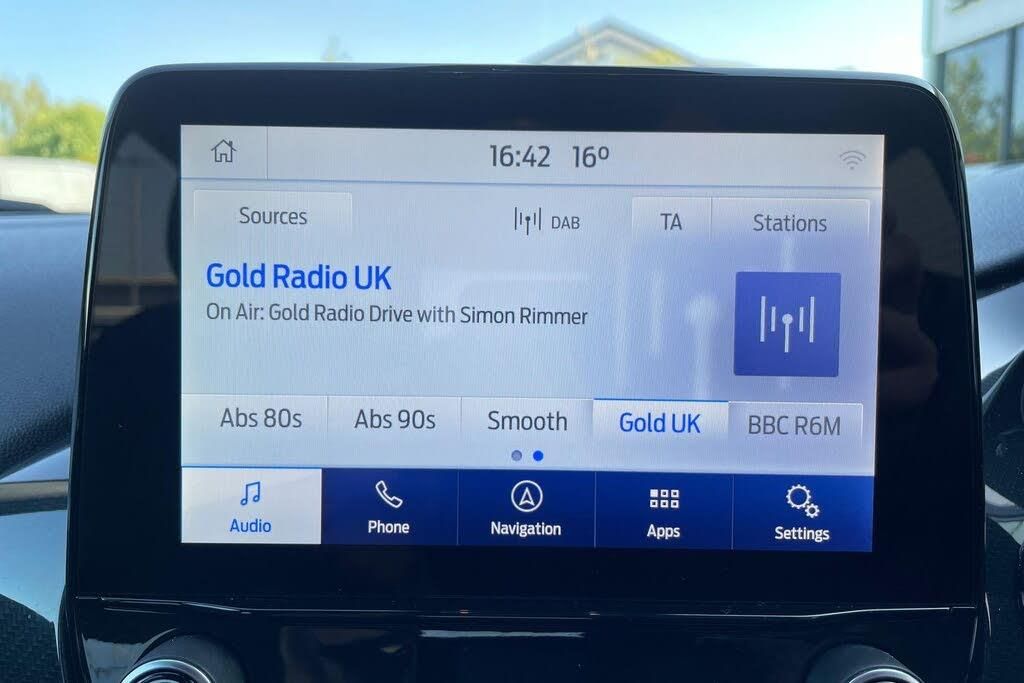 16:42 16º
Sources
DAB
TA
Stations
Gold Radio UK
On Air: Gold Radio Drive with Simon Rimmer
Abs 80s
Abs 90s
Smooth
Gold UK
BBC R6M
Audio
Phone
Navigation
Apps
Settings